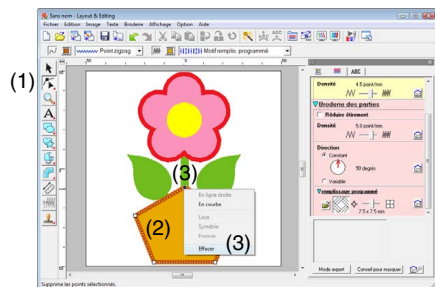 Sans nom - Layout & Editing
Fichier Edition Image Texte Broderie Affichage Option Aide
Point zigzag
Motif remplis. programmé
(1)
ABC
Densité 4.5 point/mm
Broderie des parties
Réduire étirement
Densité 5.0 point/mm
Direction
Constant
90 degrés
Variable
remplissage programmé
7.5 x 7.5 mm
(3)
En ligne droite
En courbe
Lisse
Symétrie
(2)
Effacer
(3)
Mode expert
Conseil pour marquer
Supprime les points sélectionnés.